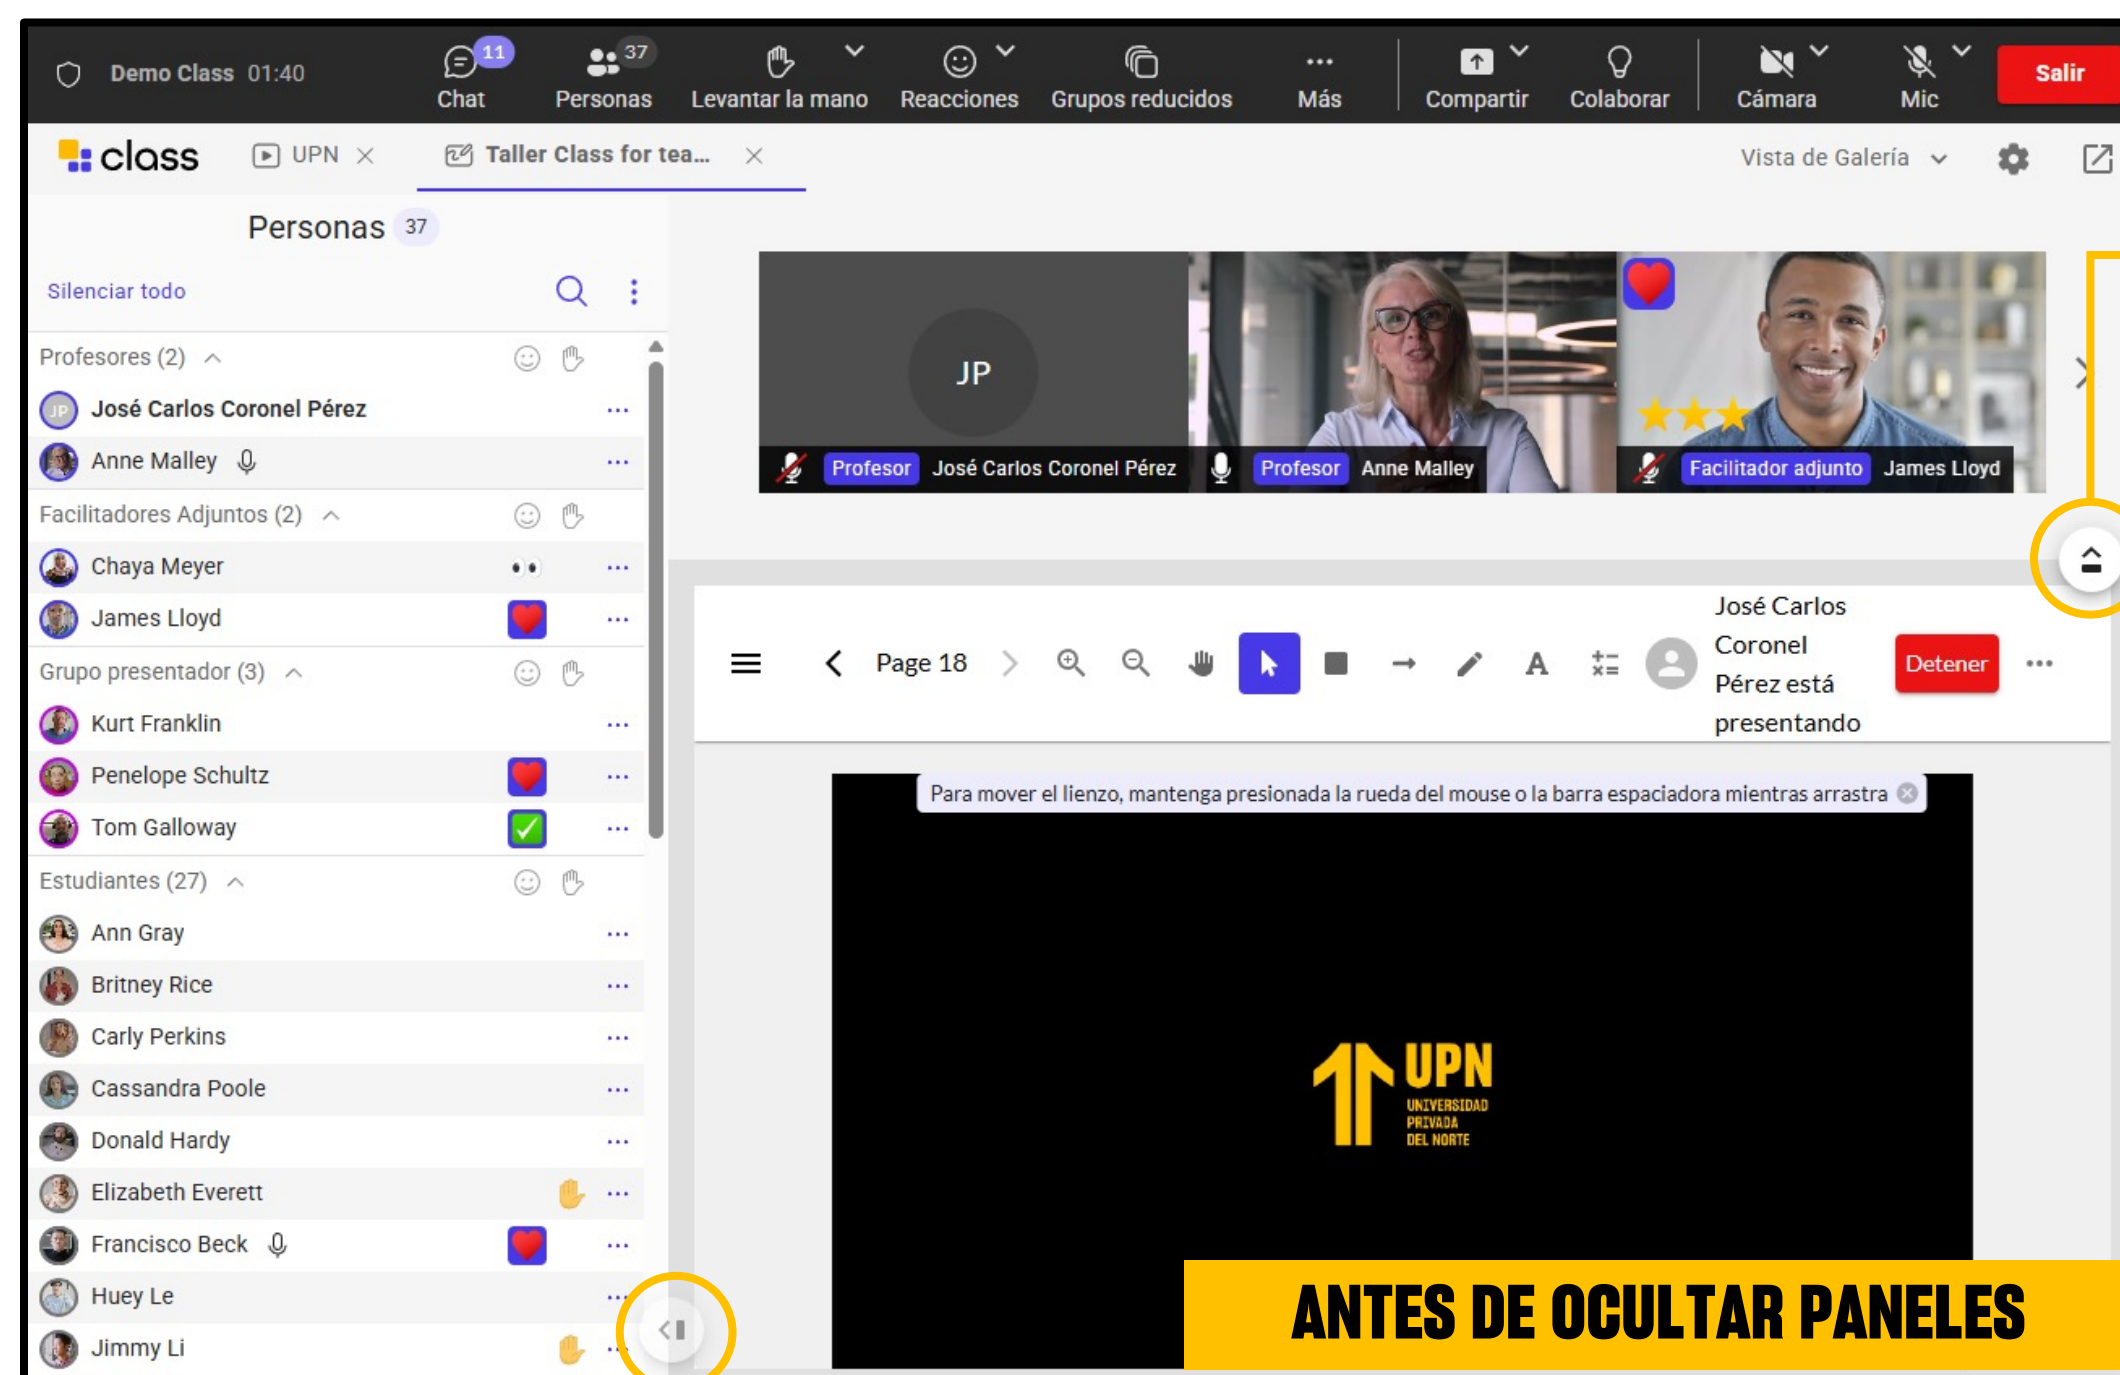 Demo Class 01:40
11
Chat
37
Personas
Levantar la mano
Reacciones
Grupos reducidos
Más
Compartir
Colaborar
Cámara
Mic
Salir
class
UPN
Taller Class for tea...
Vista de Galería
Personas 37
Silenciar todo
Profesores (2)
JP José Carlos Coronel Pérez
Anne Malley
Facilitadores Adjuntos (2)
Chaya Meyer
James Lloyd
Grupo presentador (3)
Kurt Franklin
Penelope Schultz
Tom Galloway
Estudiantes (27)
Ann Gray
Britney Rice
Carly Perkins
Cassandra Poole
Donald Hardy
Elizabeth Everett
Francisco Beck
Huey Le
Jimmy Li
JP
Profesor José Carlos Coronel Pérez
Profesor Anne Malley
Facilitador adjunto James Lloyd
Page 18
A
José Carlos
Coronel
Pérez está
presentando
Detener
Para mover el lienzo, mantenga presionada la rueda del mouse o la barra espaciadora mientras arrastra
UPN
UNIVERSIDAD
PRIVADA
DEL NORTE
ANTES DE OCULTAR PANELES